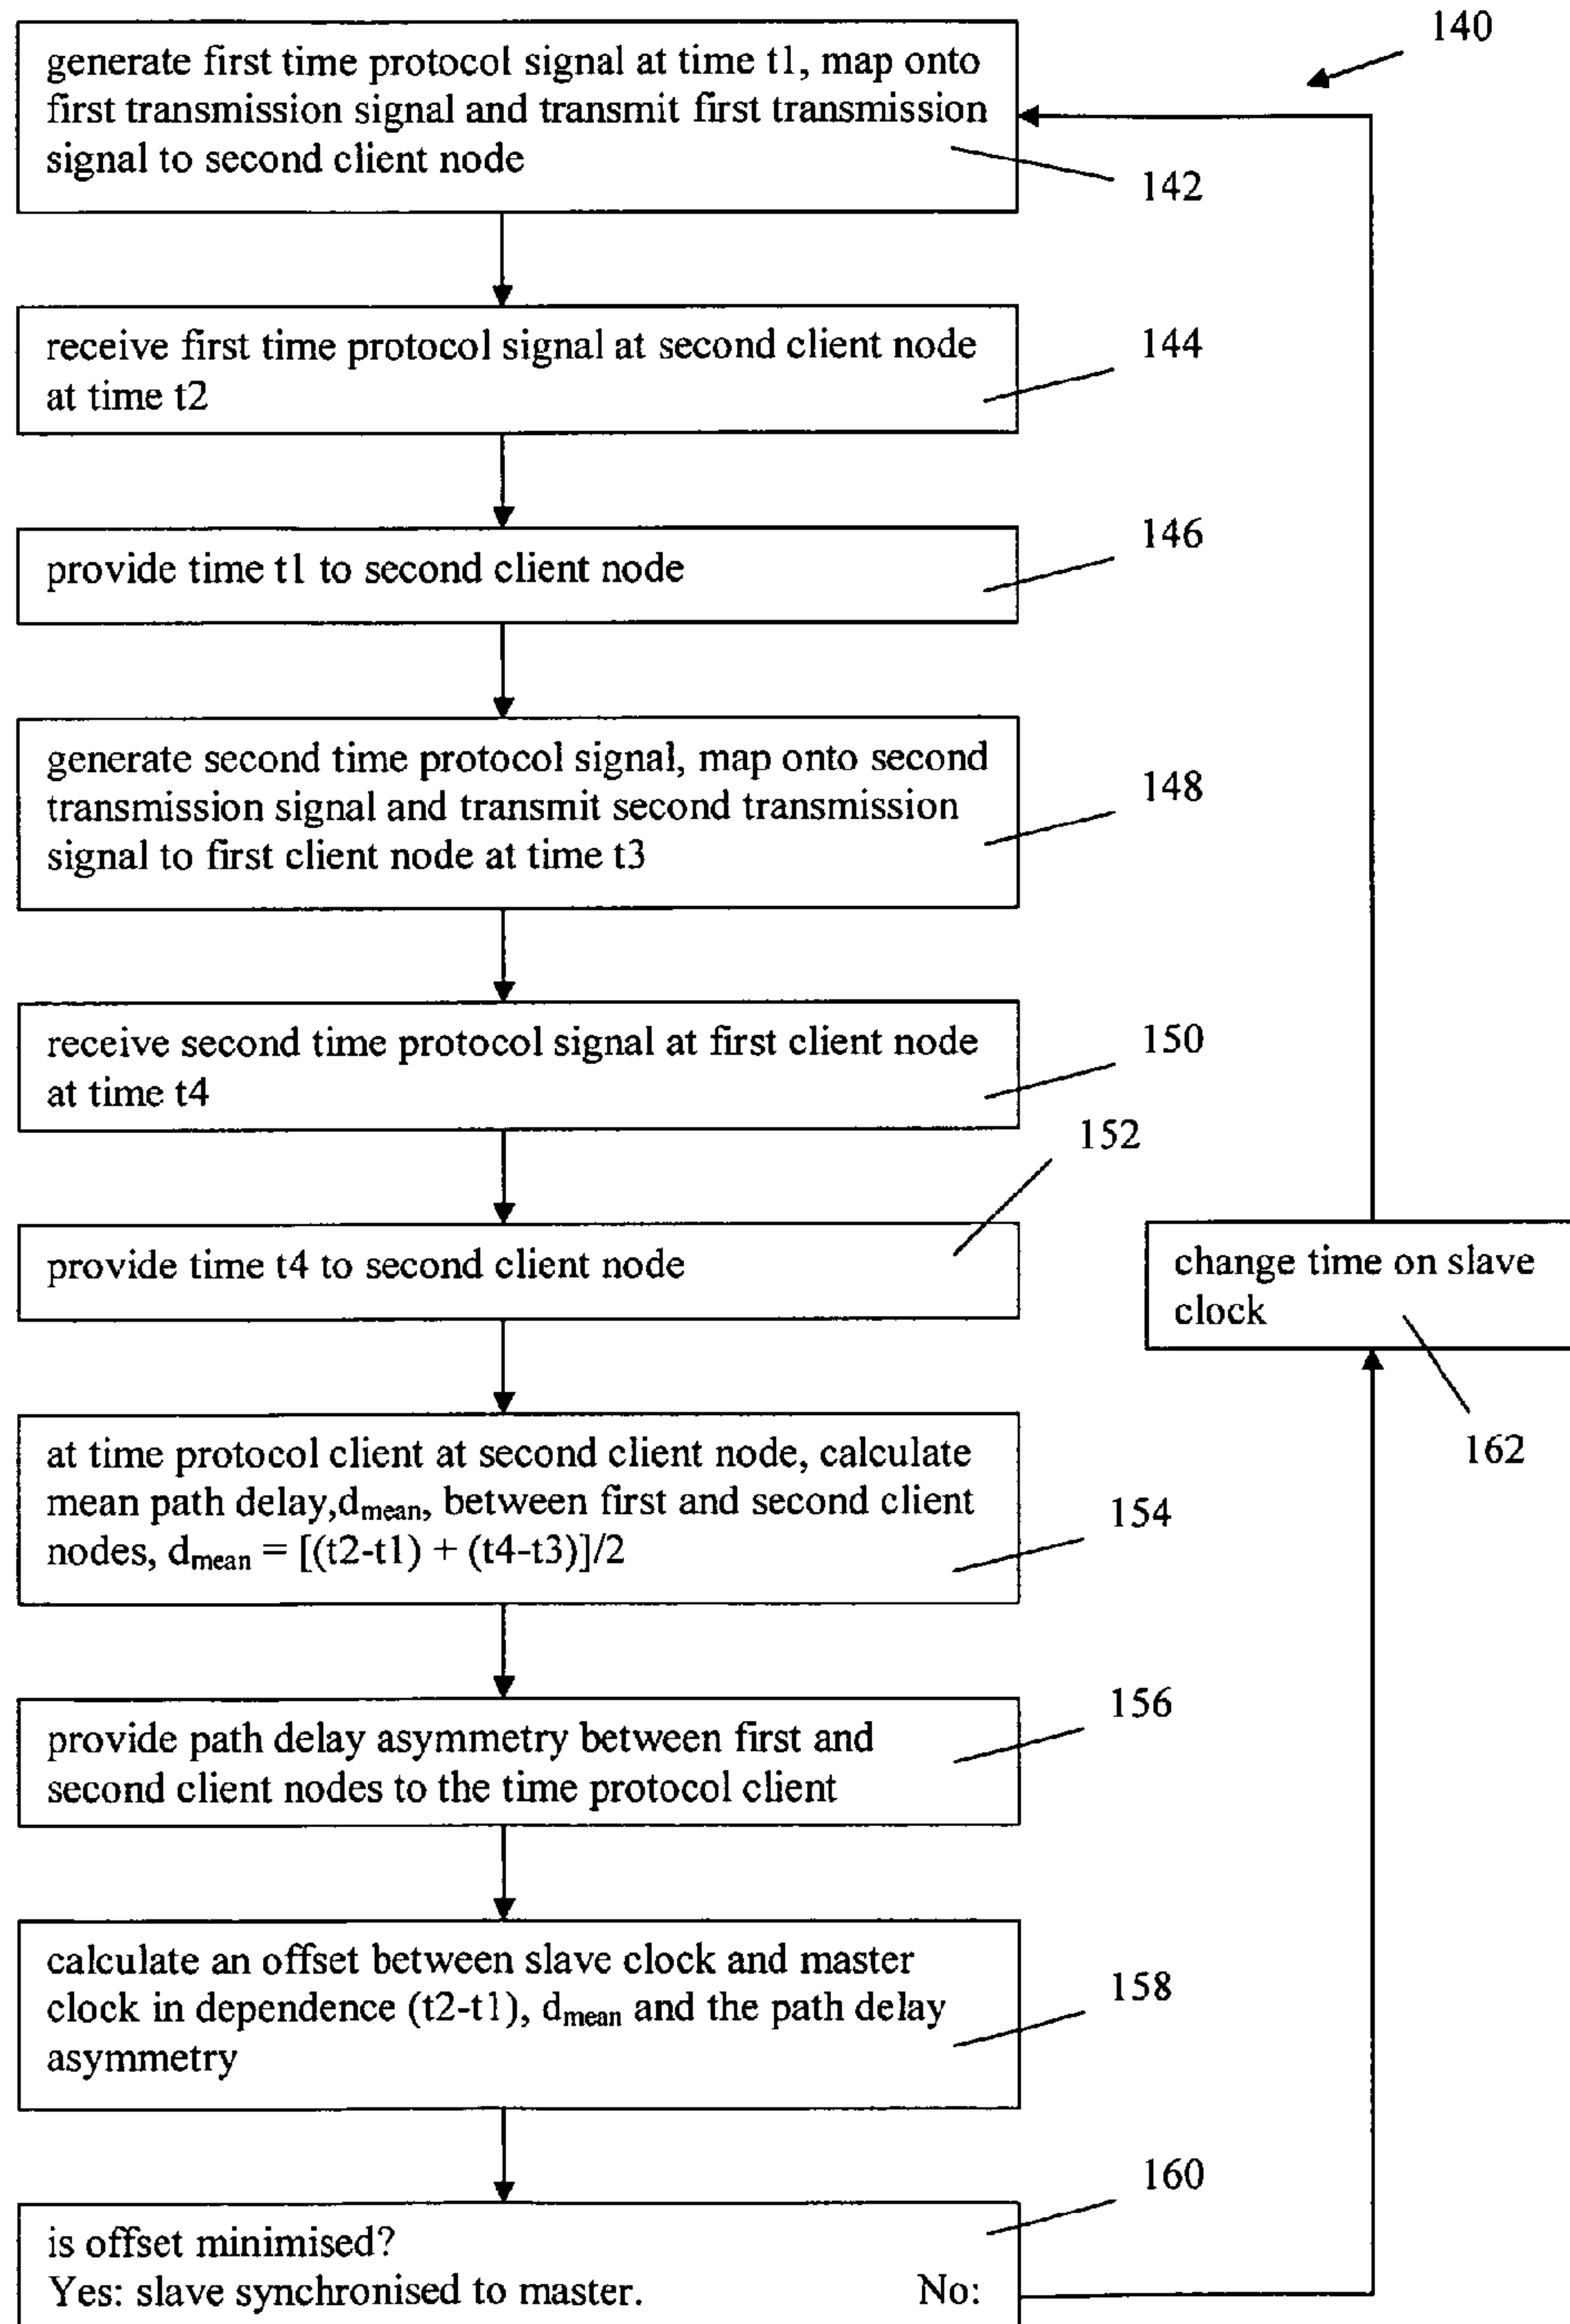 140
generate first time protocol signal at time t1, map onto
first transmission signal and transmit first transmission
signal to second client node
142
receive first time protocol signal at second client node
at time t2
144
provide time t1 to second client node
146
generate second time protocol signal, map onto second
transmission signal and transmit second transmission
signal to first client node at time t3
148
receive second time protocol signal at first client node
at time t4
150
152
provide time t4 to second client node
change time on slave
clock
162
at time protocol client at second client node, calculate
mean path delay,dmean, between first and second client
nodes, dmean = [(t2-t1) + (t4-t3)]/2
154
provide path delay asymmetry between first and
second client nodes to the time protocol client
156
calculate an offset between slave clock and master
clock in dependence (t2-t1), dmean and the path delay
asymmetry
158
160
is offset minimised?
Yes: slave synchronised to master. No: